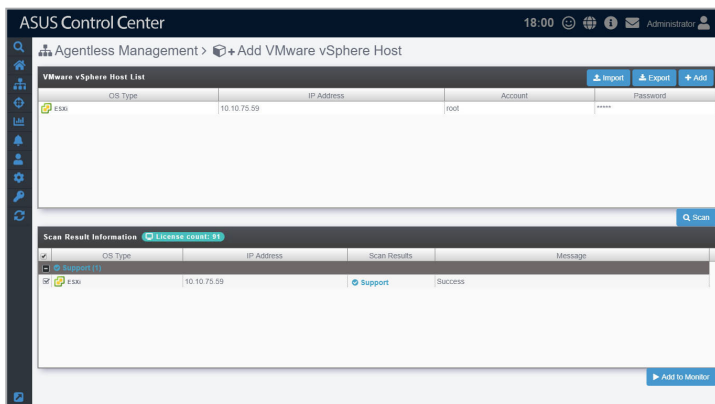 ASUS Control Center
18:00
Administrator
Agentless Management > + Add VMware vSphere Host
VMware vSphere Host List
Import
Export
+ Add
OS Type IP Address Account Password
ESXi 10.10.75.59 root *****
Scan
Scan Result Information License count: 91
OS Type IP Address Scan Results Message
Support (1)
ESXi 10.10.75.59 Support Success
Add to Monitor